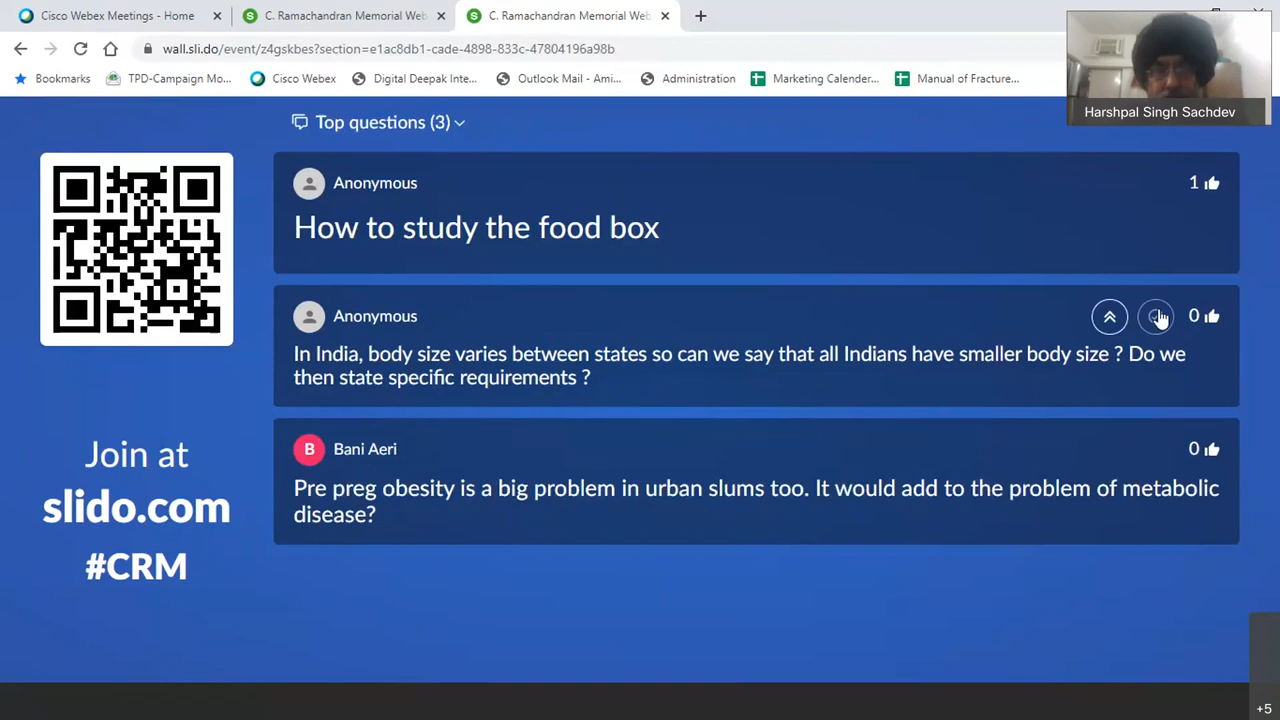 Cisco Webex Meetings - Home
C. Ramachandran Memorial Web
C. Ramachandran Memorial Web
wall.sli.do/event/z4gskbes?section=e1ac8db1-cade-4898-833c-47804196a98b
Bookmarks
TPD-Campaign Mo...
Cisco Webex
Digital Deepak Inte...
Outlook Mail - Ami...
Administration
Marketing Calender...
Manual of Fracture...
Harshpal Singh Sachdev
Top questions (3)
Anonymous
1
How to study the food box
Anonymous
0
In India, body size varies between states so can we say that all Indians have smaller body size ? Do we
then state specific requirements ?
B
Bani Aeri
0
Pre preg obesity is a big problem in urban slums too. It would add to the problem of metabolic
disease?
Join at
slido.com
#CRM
+5